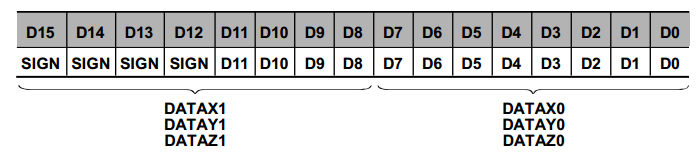 D15 D14 D13 D12 D11 D10 D9 D8 D7 D6 D5 D4 D3 D2 D1 D0
SIGN SIGN SIGN SIGN D11 D10 D9 D8 D7 D6 D5 D4 D3 D2 D1 D0
DATAX1 DATAX0
DATAY1 DATAY0
DATAZ1 DATAZ0